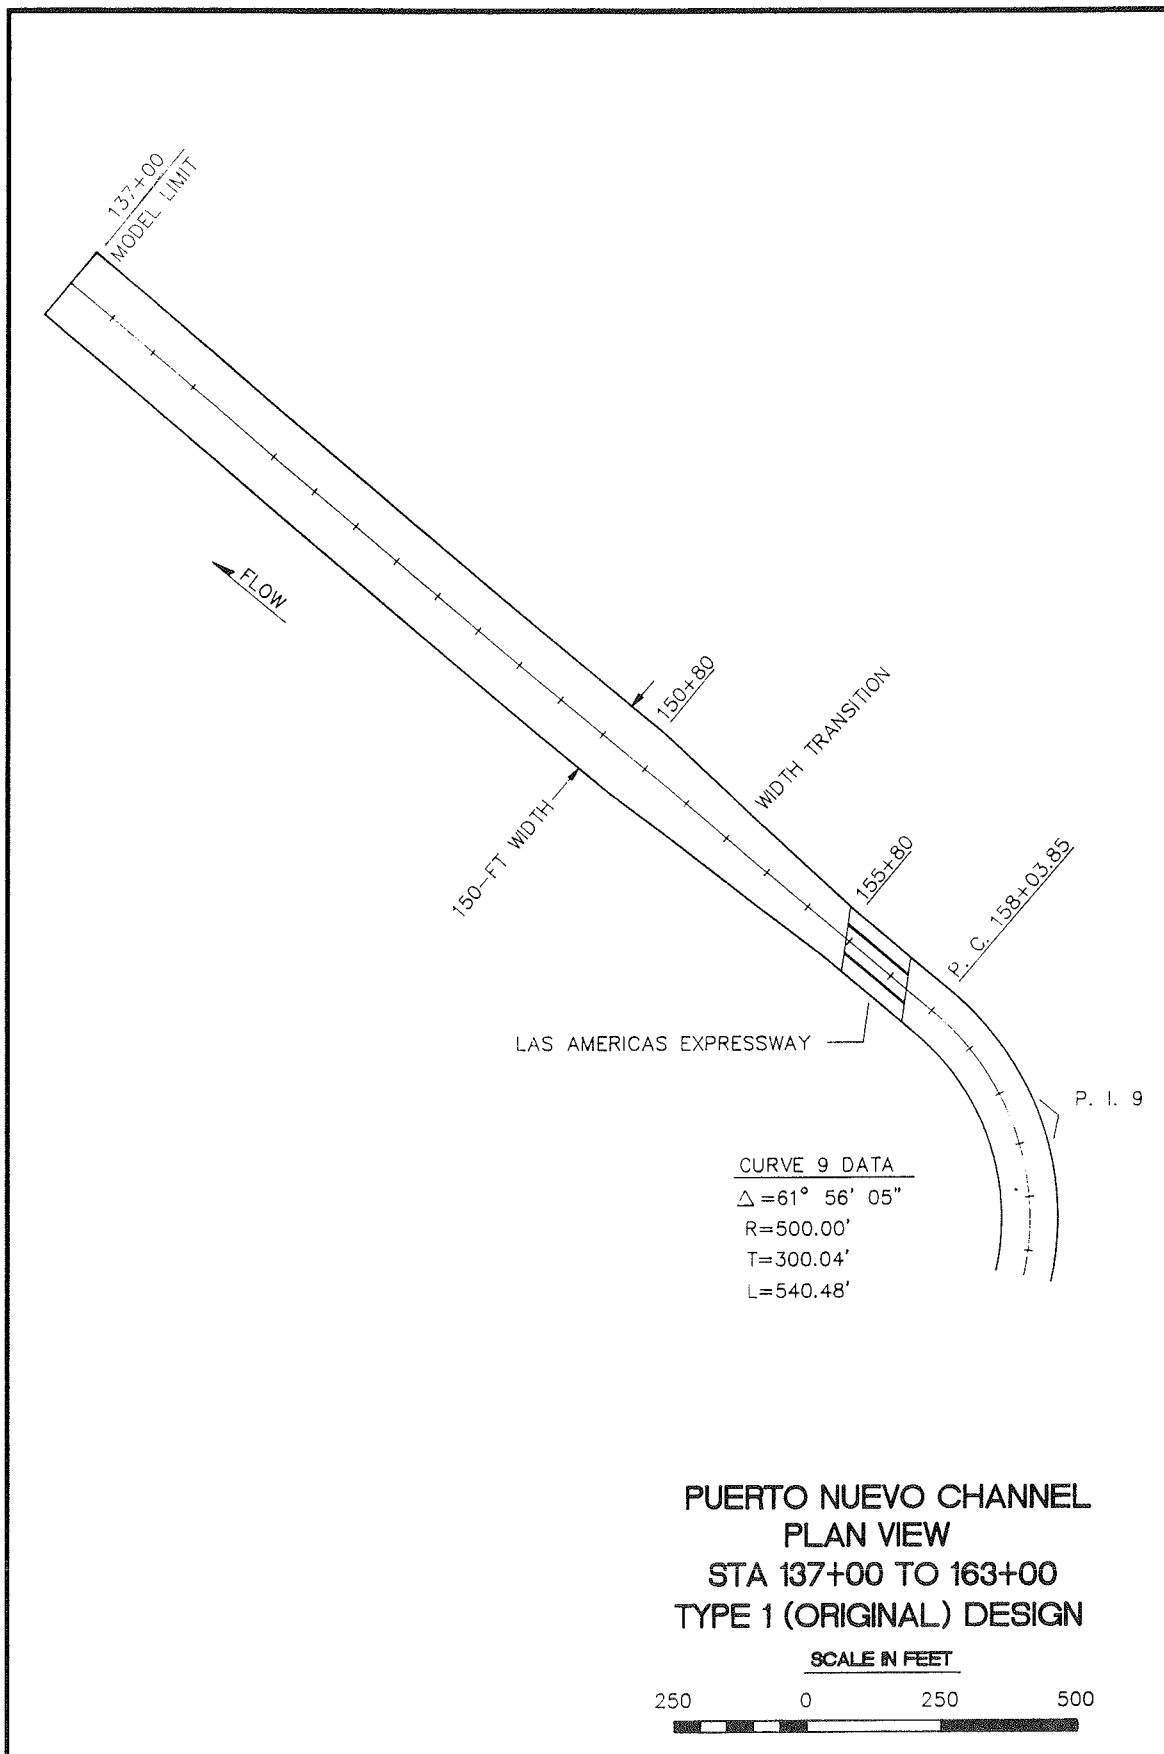 137+00
MODEL LIMIT
FLOW
150+80
WIDTH TRANSITION
150-FT WIDTH
155+80
P. C. 158+03.85
LAS AMERICAS EXPRESSWAY
P. I. 9
CURVE 9 DATA
△=61° 56' 05"
R=500.00'
T=300.04'
L=540.48'
PUERTO NUEVO CHANNEL
PLAN VIEW
STA 137+00 TO 163+00
TYPE 1 (ORIGINAL) DESIGN
SCALE IN FEET
250 0 250 500